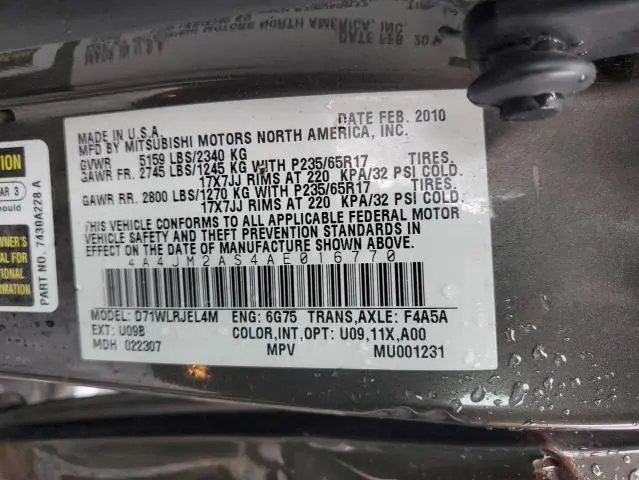 DATE FEB. 2010
MADE IN U.S.A.
MFD BY MITSUBISHI MOTORS NORTH AMERICA, INC.
GVWR 5159 LBS/2340 KG
GAWR FR. 2745 LBS/1245 KG WITH P235/65R17 TIRES.
17X7JJ RIMS AT 220 KPA/32 PSI COLD.
GAWR RR. 2800 LBS/1270 KG WITH P235/65R17 TIRES.
17X7JJ RIMS AT 220 KPA/32 PSI COLD.
THIS VEHICLE CONFORMS TO ALL APPLICABLE FEDERAL MOTOR
VEHICLE SAFETY AND THEFT PREVENTION STANDARDS IN
EFFECT ON THE DATE OF MANUFACTURE SHOWN ABOVE.
4A4JM2AS4AE016770
MODEL: D71WLRJEL4M ENG: 6G75 TRANS,AXLE: F4A5A
EXT: U09B COLOR,INT,OPT: U09,11X,A00
MDH 022307 MPV MU001231
AR 3
hould
PART NO. 7430A228 A